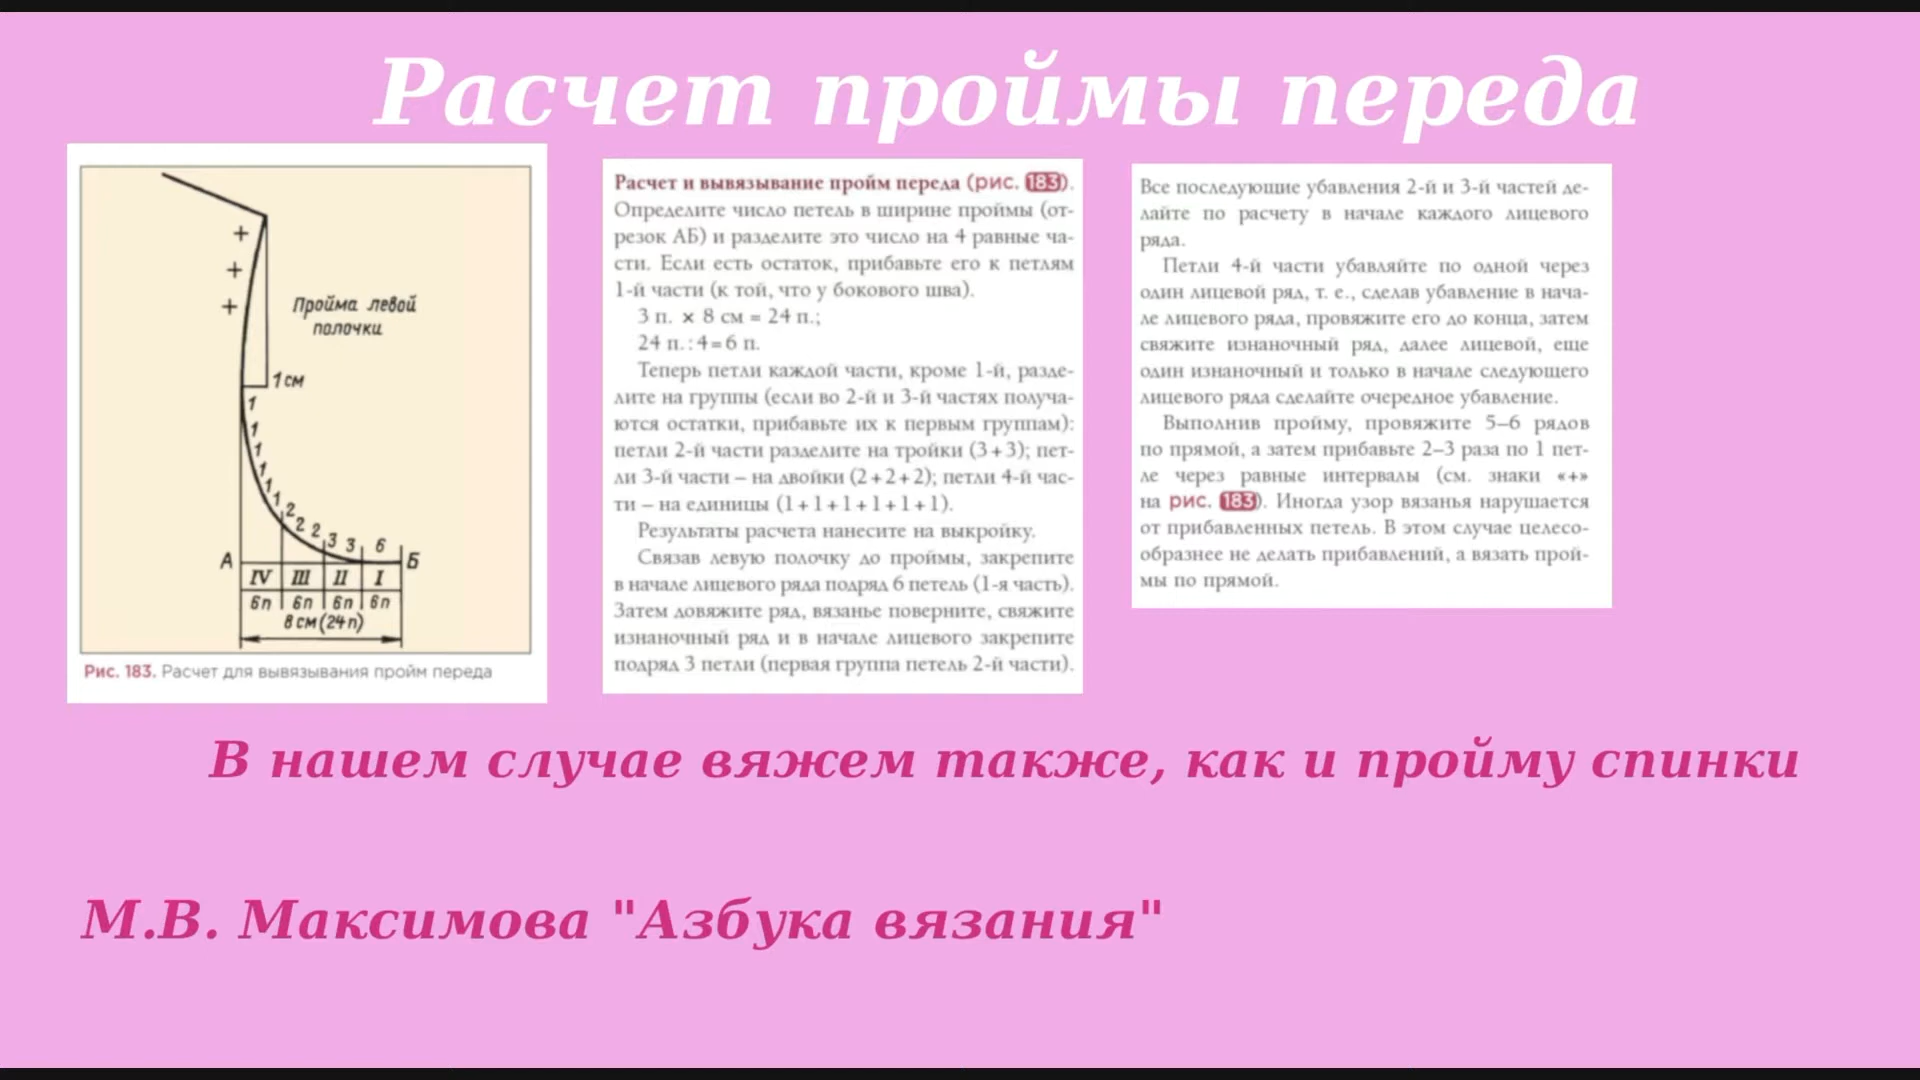 Расчет проймы переда
+
+
+
Пройма левой
полочки
1 см
1
1
1
1
1
1
2
2
2
3
3
6
А
Б
IV III II I
6п 6п 6п 6п
8 см (24п)
Рис. 183. Расчет для вывязывания пройм переда
Расчет и вывязывание пройм переда (рис. 183).
Определите число петель в ширине проймы (от-
резок АБ) и разделите это число на 4 равные ча-
сти. Если есть остаток, прибавьте его к петлям
1-й части (к той, что у бокового шва).
3 п. × 8 см = 24 п.;
24 п. : 4 = 6 п.
Теперь петли каждой части, кроме 1-й, разде-
лите на группы (если во 2-й и 3-й частях получа-
ются остатки, прибавьте их к первым группам):
петли 2-й части разделите на тройки (3 + 3); пет-
ли 3-й части – на двойки (2 + 2 + 2); петли 4-й час-
ти – на единицы (1 + 1 + 1 + 1 + 1 + 1).
Результаты расчета нанесите на выкройку.
Связав левую полочку до проймы, закрепите
в начале лицевого ряда подряд 6 петель (1-я часть).
Затем довяжите ряд, вязанье поверните, свяжите
изнаночный ряд и в начале лицевого закрепите
подряд 3 петли (первая группа петель 2-й части).
Все последующие убавления 2-й и 3-й частей де-
лайте по расчету в начале каждого лицевого
ряда.
Петли 4-й части убавляйте по одной через
один лицевой ряд, т. е., сделав убавление в нача-
ле лицевого ряда, провяжите его до конца, затем
свяжите изнаночный ряд, далее лицевой, еще
один изнаночный и только в начале следующего
лицевого ряда сделайте очередное убавление.
Выполнив пройму, провяжите 5–6 рядов
по прямой, а затем прибавьте 2–3 раза по 1 пет-
ле через равные интервалы (см. знаки «+»
на рис. 183). Иногда узор вязанья нарушается
от прибавленных петель. В этом случае целесо-
образнее не делать прибавлений, а вязать прой-
мы по прямой.
В нашем случае вяжем также, как и пройму спинки
М.В. Максимова "Азбука вязания"